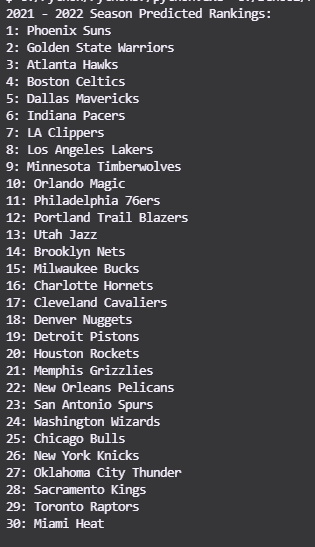 2021 - 2022 Season Predicted Rankings:
1: Phoenix Suns
2: Golden State Warriors
3: Atlanta Hawks
4: Boston Celtics
5: Dallas Mavericks
6: Indiana Pacers
7: LA Clippers
8: Los Angeles Lakers
9: Minnesota Timberwolves
10: Orlando Magic
11: Philadelphia 76ers
12: Portland Trail Blazers
13: Utah Jazz
14: Brooklyn Nets
15: Milwaukee Bucks
16: Charlotte Hornets
17: Cleveland Cavaliers
18: Denver Nuggets
19: Detroit Pistons
20: Houston Rockets
21: Memphis Grizzlies
22: New Orleans Pelicans
23: San Antonio Spurs
24: Washington Wizards
25: Chicago Bulls
26: New York Knicks
27: Oklahoma City Thunder
28: Sacramento Kings
29: Toronto Raptors
30: Miami Heat